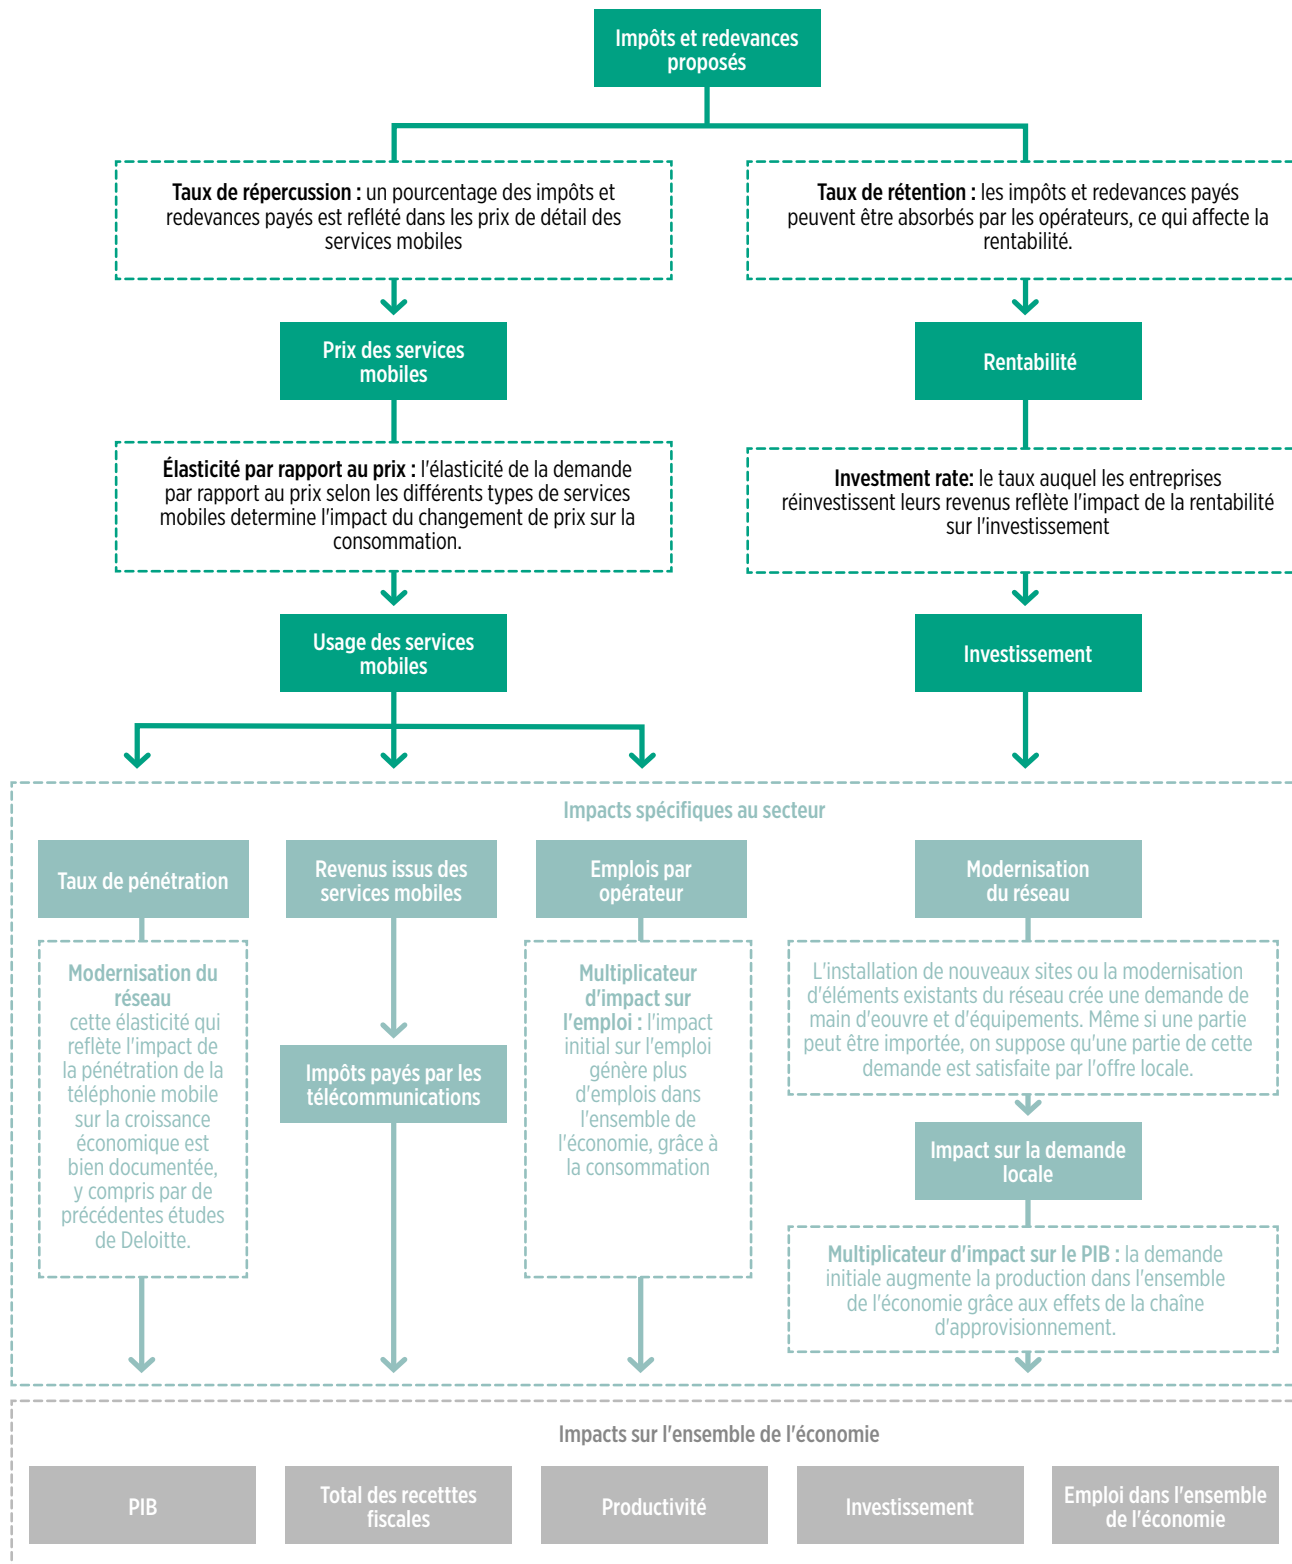 Impôts et redevances
proposés
Taux de répercussion : un pourcentage des impôts et
redevances payés est reflété dans les prix de détail des
services mobiles
Taux de rétention : les impôts et redevances payés
peuvent être absorbés par les opérateurs, ce qui affecte la
rentabilité.
Prix des services
mobiles
Rentabilité
Élasticité par rapport au prix : l'élasticité de la demande
par rapport au prix selon les différents types de services
mobiles determine l'impact du changement de prix sur la
consommation.
Investment rate: le taux auquel les entreprises
réinvestissent leurs revenus reflète l'impact de la rentabilité
sur l'investissement
Usage des services
mobiles
Investissement
Impacts spécifiques au secteur
Taux de pénétration
Revenus issus des
services mobiles
Emplois par
opérateur
Modernisation
du réseau
Modernisation du
réseau
cette élasticité qui
reflète l'impact de
la pénétration de la
téléphonie mobile
sur la croissance
économique est
bien documentée,
y compris par de
précédentes études
de Deloitte.
Impôts payés par les
télécommunications
Multiplicateur
d'impact sur
l'emploi : l'impact
initial sur l'emploi
génère plus
d'emplois dans
l'ensemble de
l'économie, grâce à
la consommation
L'installation de nouveaux sites ou la modernisation
d'éléments existants du réseau crée une demande de
main d'eouvre et d'équipements. Même si une partie
peut être importée, on suppose qu'une partie de cette
demande est satisfaite par l'offre locale.
Impact sur la demande
locale
Multiplicateur d'impact sur le PIB : la demande
initiale augmente la production dans l'ensemble
de l'économie grâce aux effets de la chaîne
d'approvisionnement.
Impacts sur l'ensemble de l'économie
PIB
Total des recetttes
fiscales
Productivité
Investissement
Emploi dans l'ensemble
de l'économie